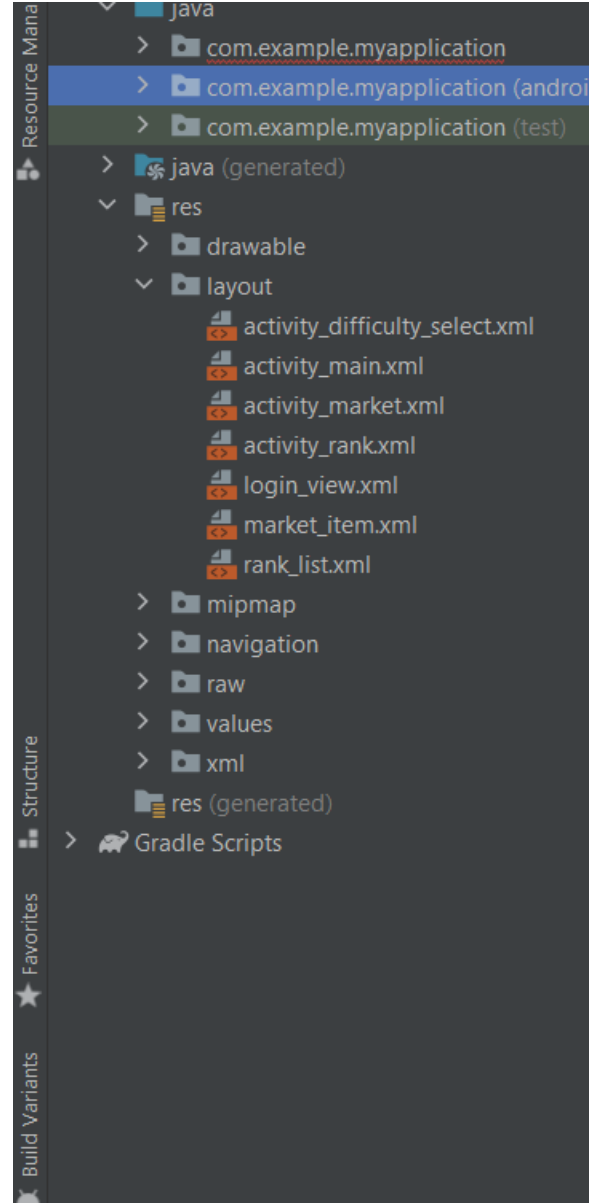 Resource Mana
java
com.example.myapplication
com.example.myapplication (androi
com.example.myapplication (test)
java (generated)
res
drawable
layout
activity_difficulty_select.xml
activity_main.xml
activity_market.xml
activity_rank.xml
login_view.xml
market_item.xml
rank_list.xml
mipmap
navigation
raw
values
xml
res (generated)
Gradle Scripts
Structure
Favorites
Build Variants